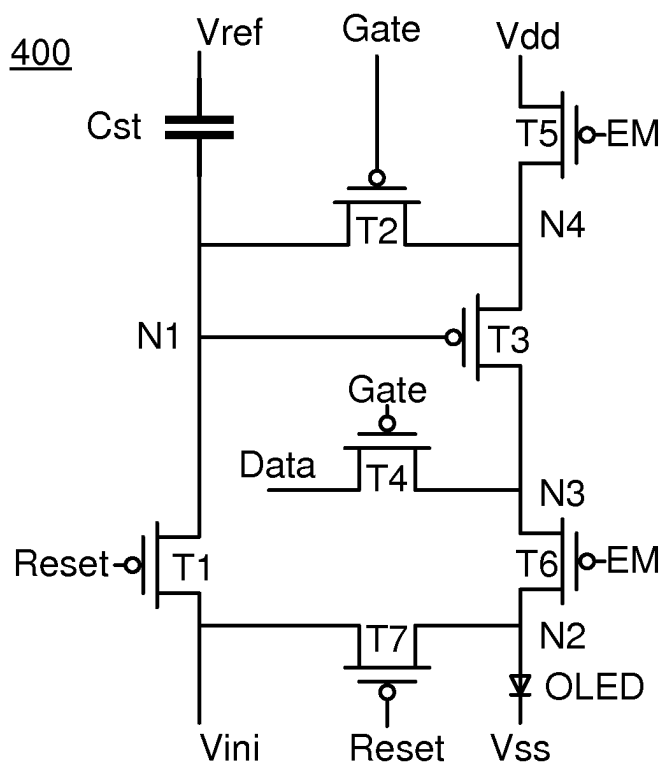 400
Vref
Gate
Vdd
Cst
T5
EM
T2
N4
N1
T3
Gate
Data
T4
N3
Reset
T1
T6
EM
T7
N2
OLED
Vini
Reset
Vss